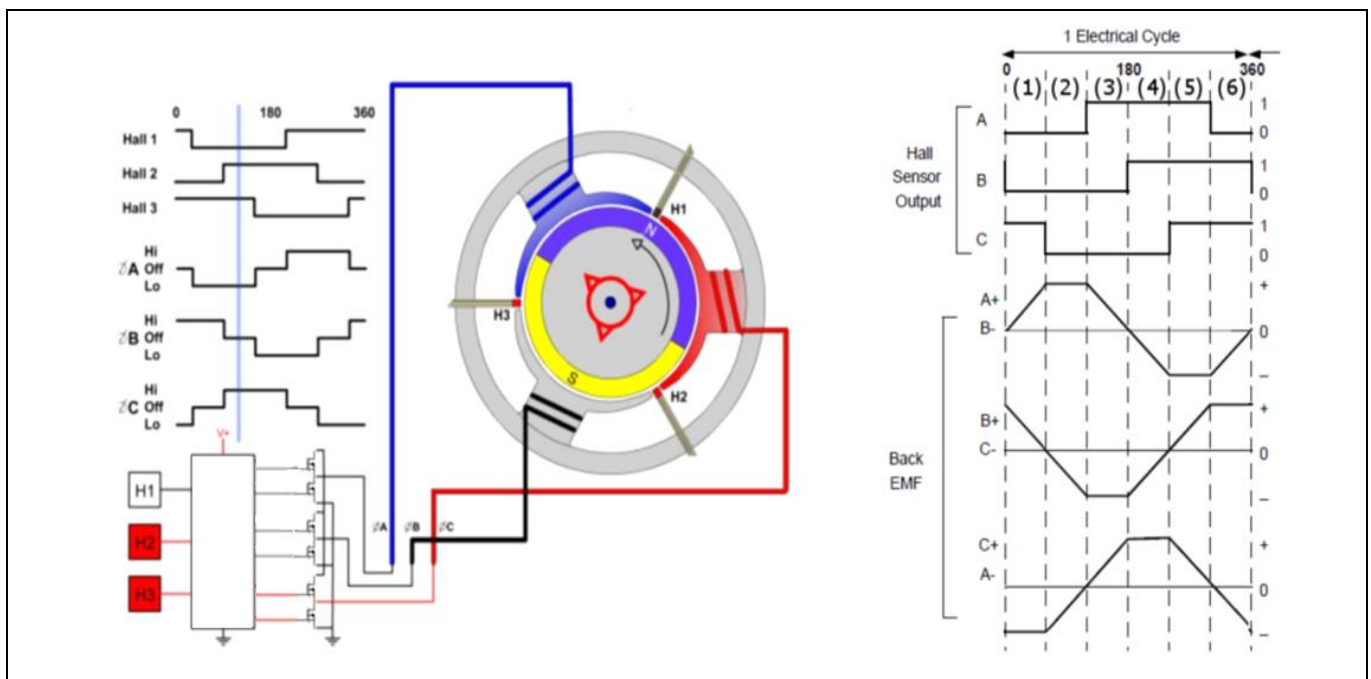 0 180 360
Hall 1
Hall 2
Hall 3
Hi
⌀A Off
Lo
Hi
⌀B Off
Lo
Hi
⌀C Off
Lo
V+
H1
H2
H3
⌀A ⌀B ⌀C
H1
N
H3
S
H2
1 Electrical Cycle
0 180 360
(1) (2) (3) (4) (5) (6)
A 1
0
Hall
Sensor
Output
B 1
0
C 1
0
A+ +
B- 0
–
B+ +
C- 0
–
Back
EMF
C+ +
A- 0
–